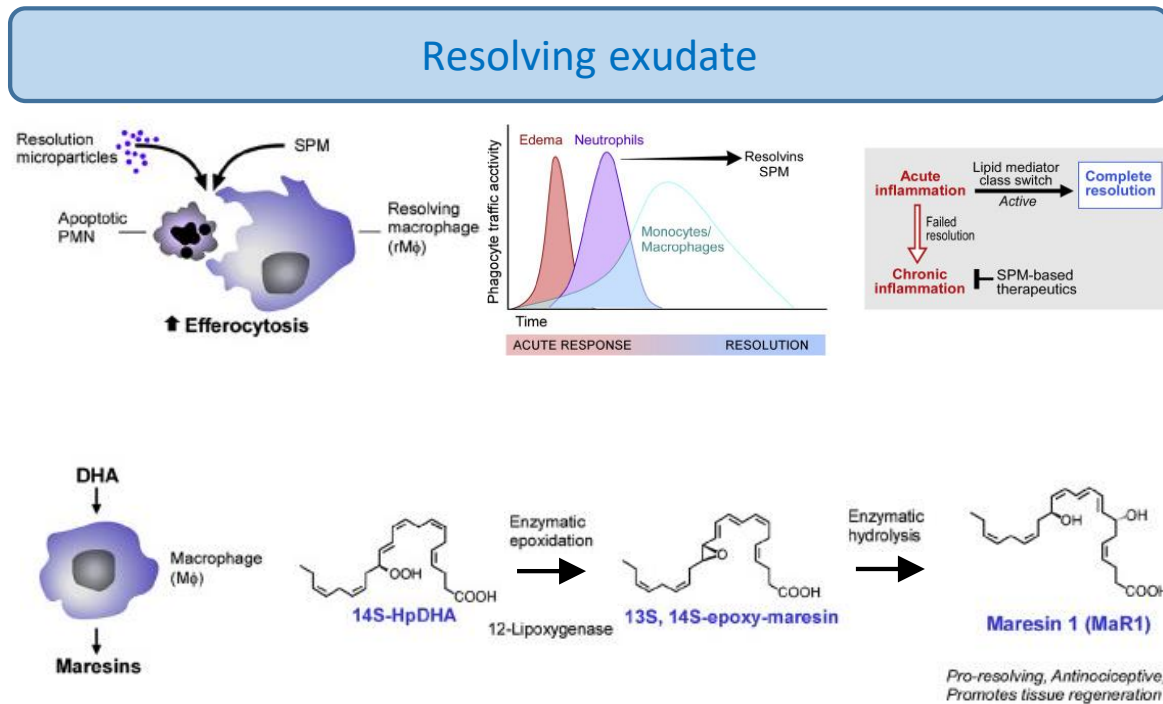 Resolving exudate
Resolution
microparticles
SPM
Apoptotic
PMN
Resolving
macrophage
(rMϕ)
⬆ Efferocytosis
Phagocyte traffic acctivity
Edema
Neutrophils
Resolvins
SPM
Monocytes/
Macrophages
Time
ACUTE RESPONSE
RESOLUTION
Acute
inflammation
Lipid mediator
class switch
Active
Complete
resolution
Failed
resolution
Chronic
inflammation
SPM-based
therapeutics
DHA
Macrophage
(Mϕ)
Maresins
OOH
COOH
14S-HpDHA
Enzymatic
epoxidation
12-Lipoxygenase
O
COOH
13S, 14S-epoxy-maresin
Enzymatic
hydrolysis
OH
OH
COOH
Maresin 1 (MaR1)
Pro-resolving, Antinociceptive,
Promotes tissue regeneration